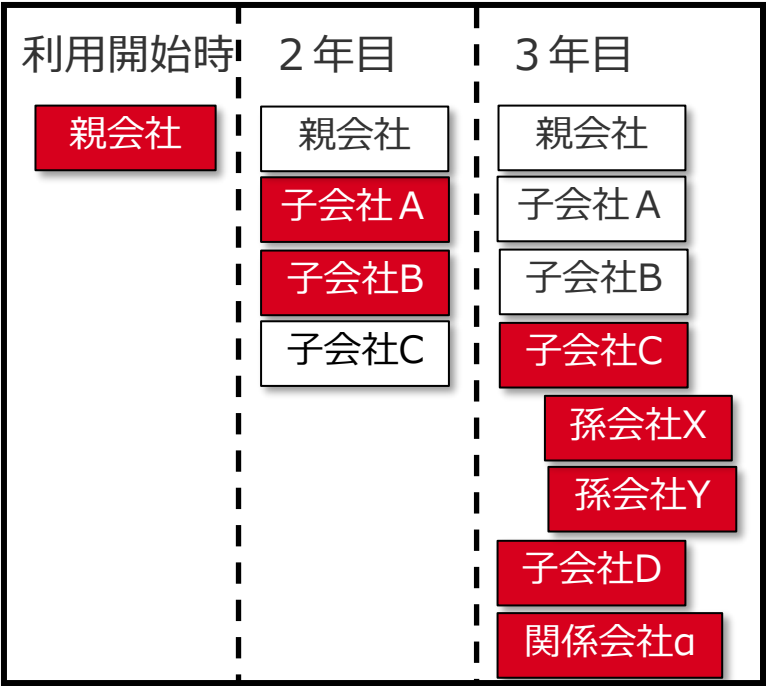 利用開始時
親会社
２年目
親会社
子会社Ａ
子会社B
子会社C
３年目
親会社
子会社Ａ
子会社B
子会社C
孫会社X
孫会社Y
子会社D
関係会社α